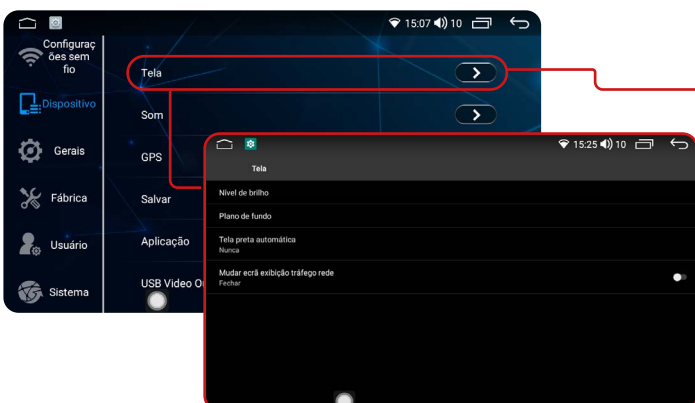 15:07 10
Configuraç
ões sem
fio
Dispositivo
Gerais
Fábrica
Usuário
Sistema
Tela
Som
GPS
Salvar
Aplicação
USB Video O
15:25 10
Tela
Nível de brilho
Plano de fundo
Tela preta automática
Nunca
Mudar ecrã exibição tráfego rede
Fechar